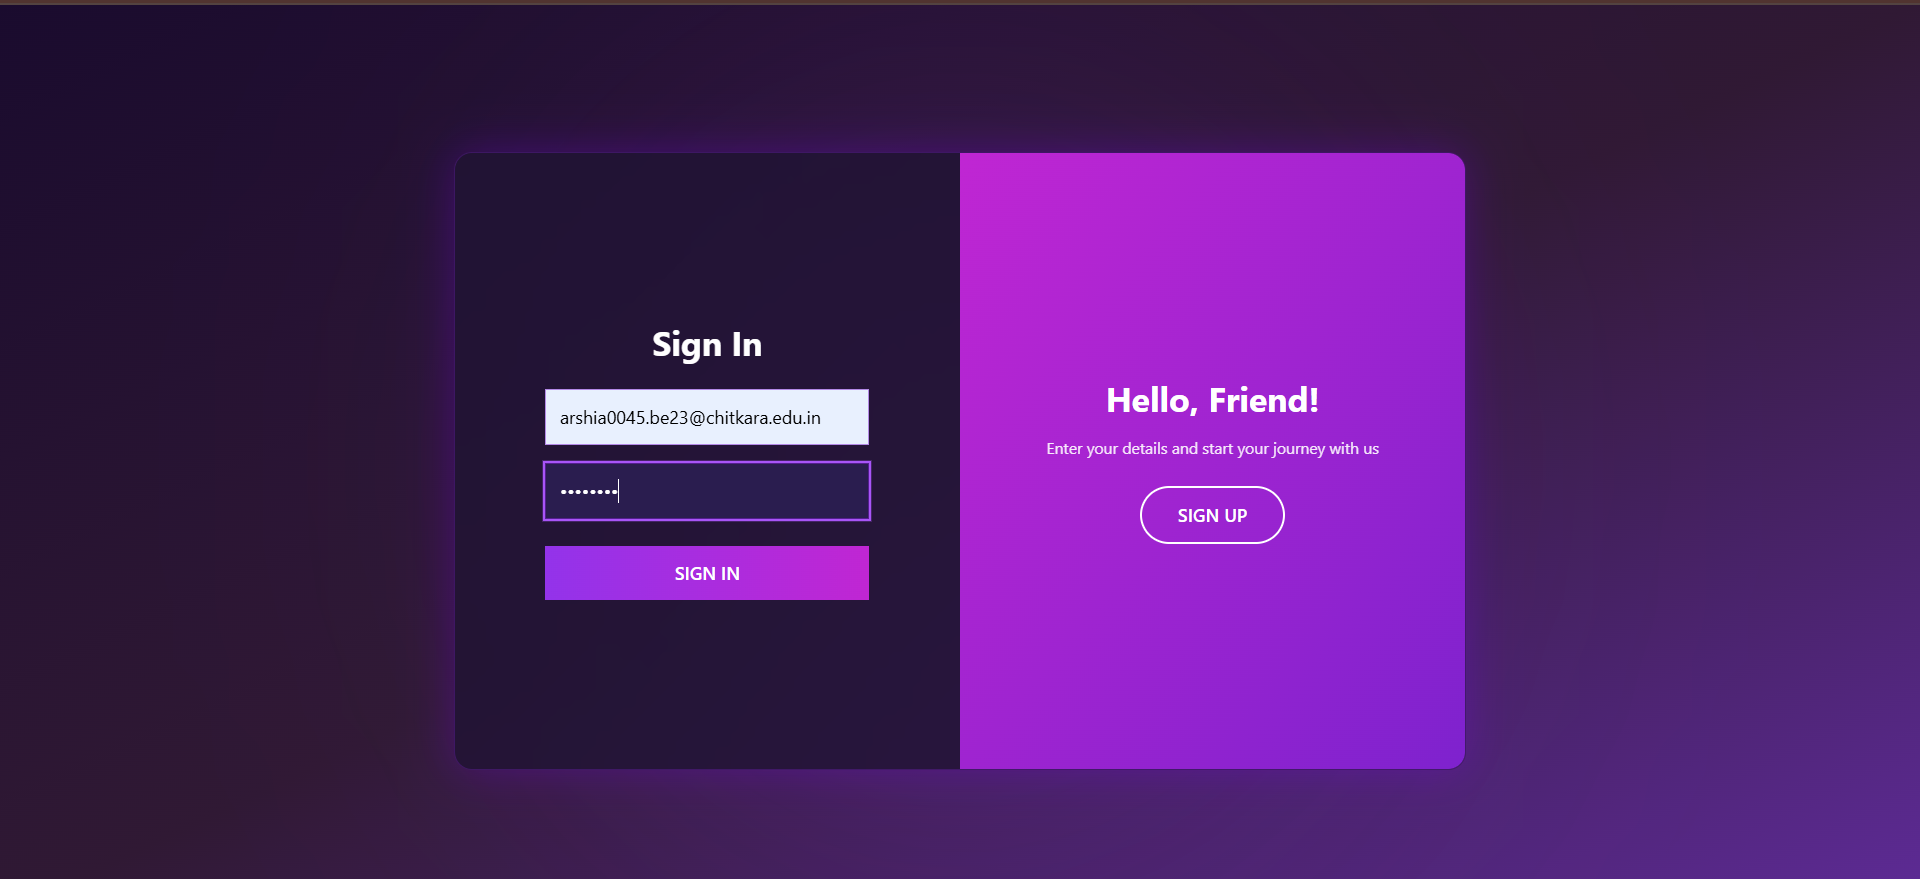 Sign In
arshia0045.be23@chitkara.edu.in
••••••••
SIGN IN
Hello, Friend!
Enter your details and start your journey with us
SIGN UP